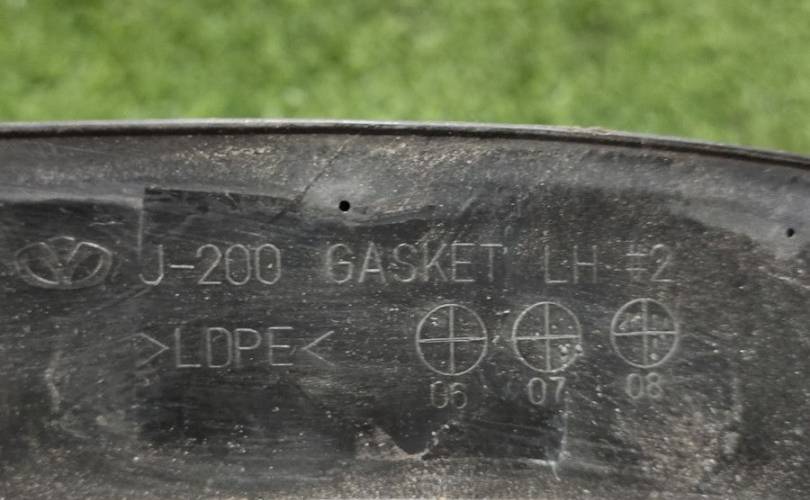 J-200 GASKET LH #2
>LDPE<
06 07 08